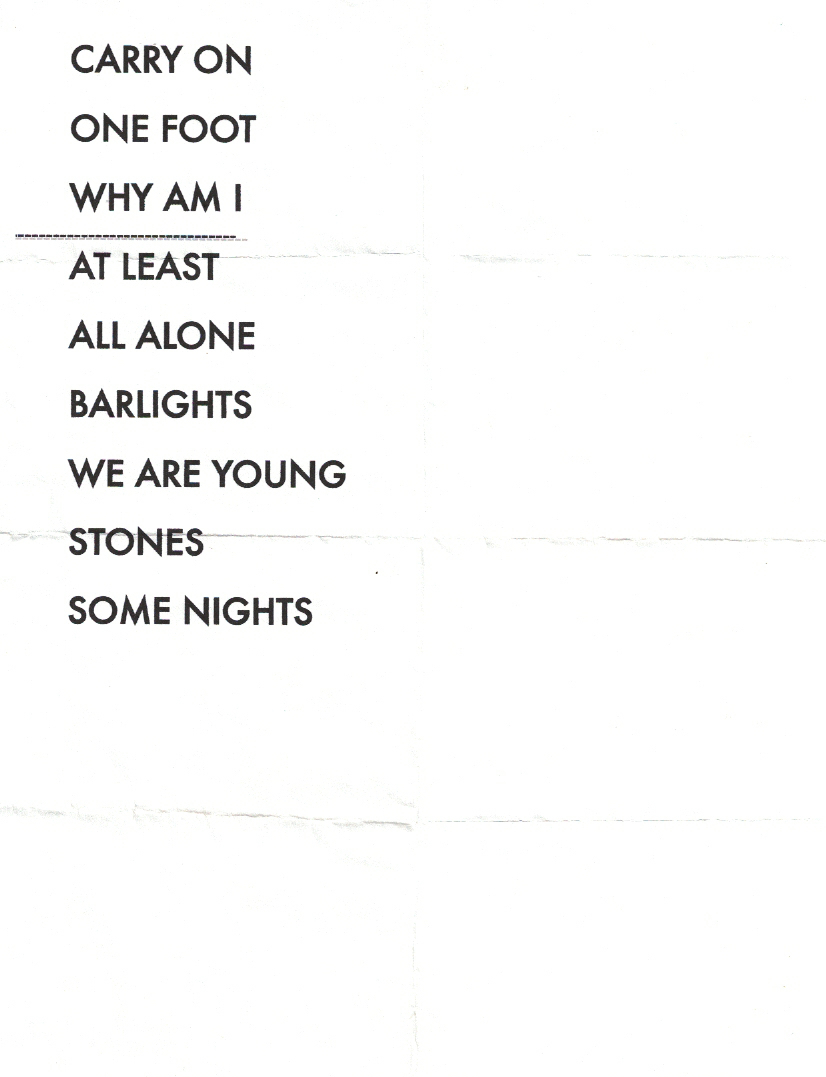 CARRY ON
ONE FOOT
WHY AM I
AT LEAST
ALL ALONE
BARLIGHTS
WE ARE YOUNG
STONES
SOME NIGHTS